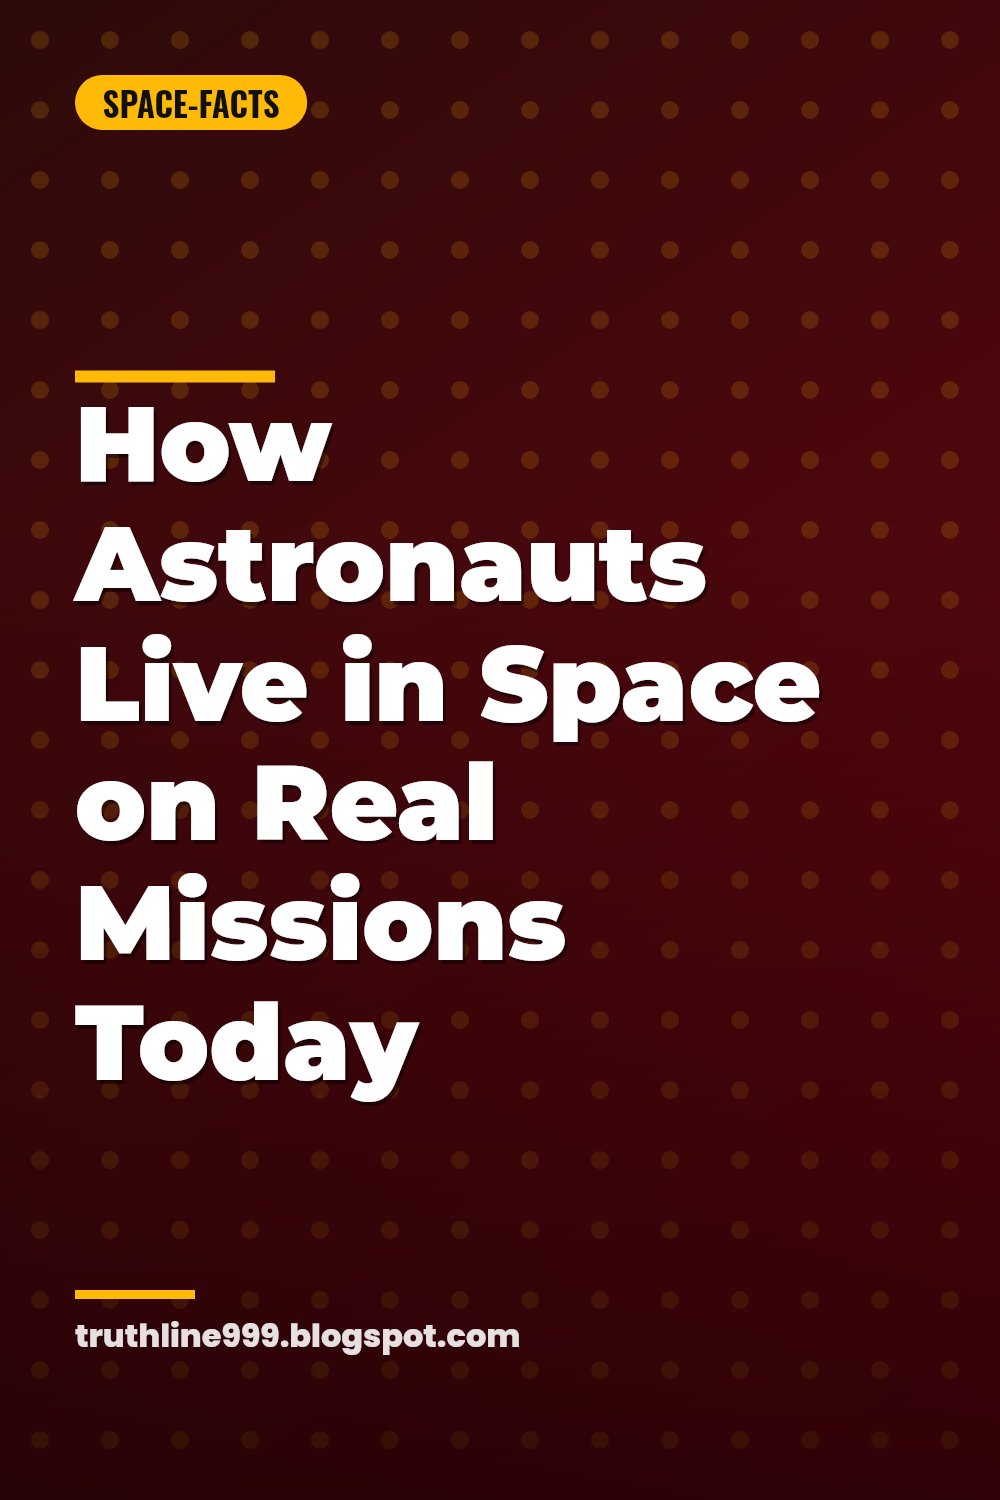 SPACE-FACTS
How
Astronauts
Live in Space
on Real
Missions
Today
truthline999.blogspot.com